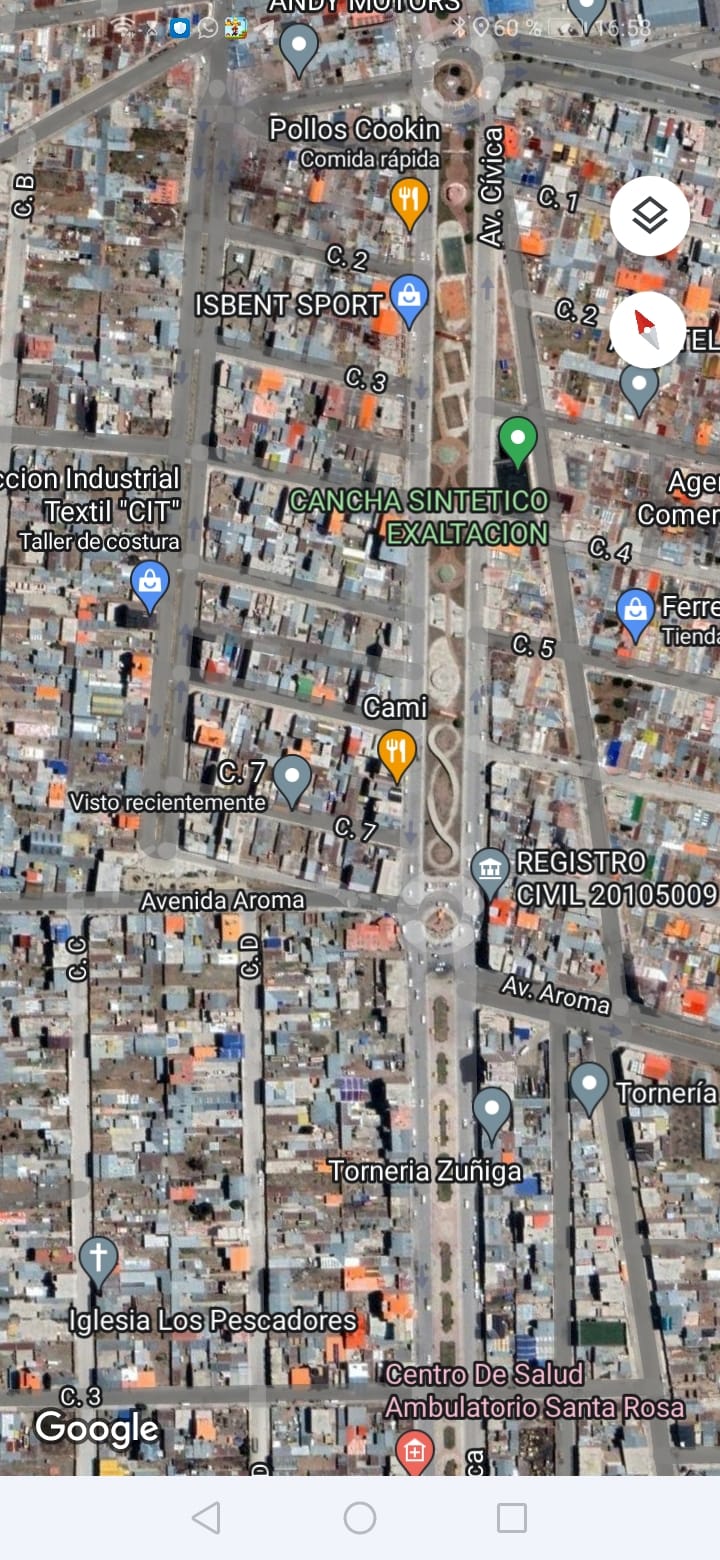 ANDY MOTORS
60 % 16:58
Pollos Cookin
Comida rápida
Av. Cívica
C. B
C. 1
C. 2
ISBENT SPORT
C. 2
TEL
C. 3
ccion Industrial
Textil "CIT"
Taller de costura
CANCHA SINTETICO
EXALTACION
Ager
Comer
C. 4
Ferre
Tienda
C. 5
Cami
C. 7
Visto recientemente
C. 7
REGISTRO
CIVIL 20105009
Avenida Aroma
C. C
C. D
Av. Aroma
Tornería
Torneria Zuñiga
Iglesia Los Pescadores
Centro De Salud
Ambulatorio Santa Rosa
C. 3
Google
D
ca